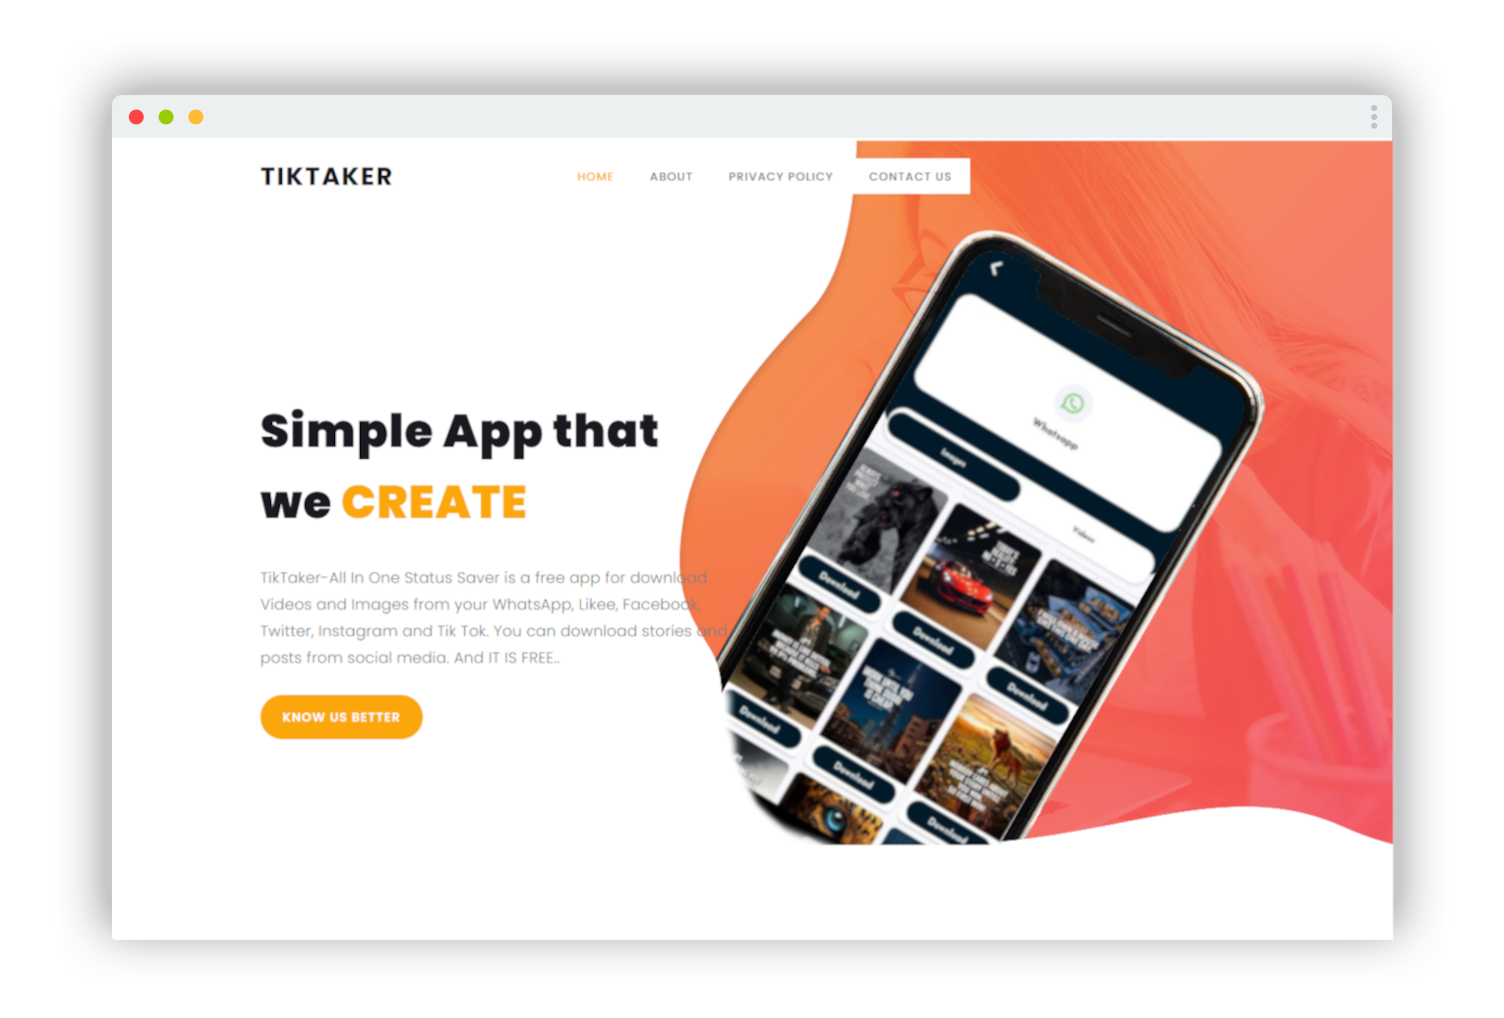 TIKTAKER
HOME ABOUT PRIVACY POLICY CONTACT US
Simple App that
we CREATE
TikTaker-All In One Status Saver is a free app for download
Videos and Images from your WhatsApp, Likee, Facebook,
Twitter, Instagram and Tik Tok. You can download stories and
posts from social media. And IT IS FREE..
KNOW US BETTER
Whatsapp
Images
Videos
Download
Download
Download
Download
Download
Download